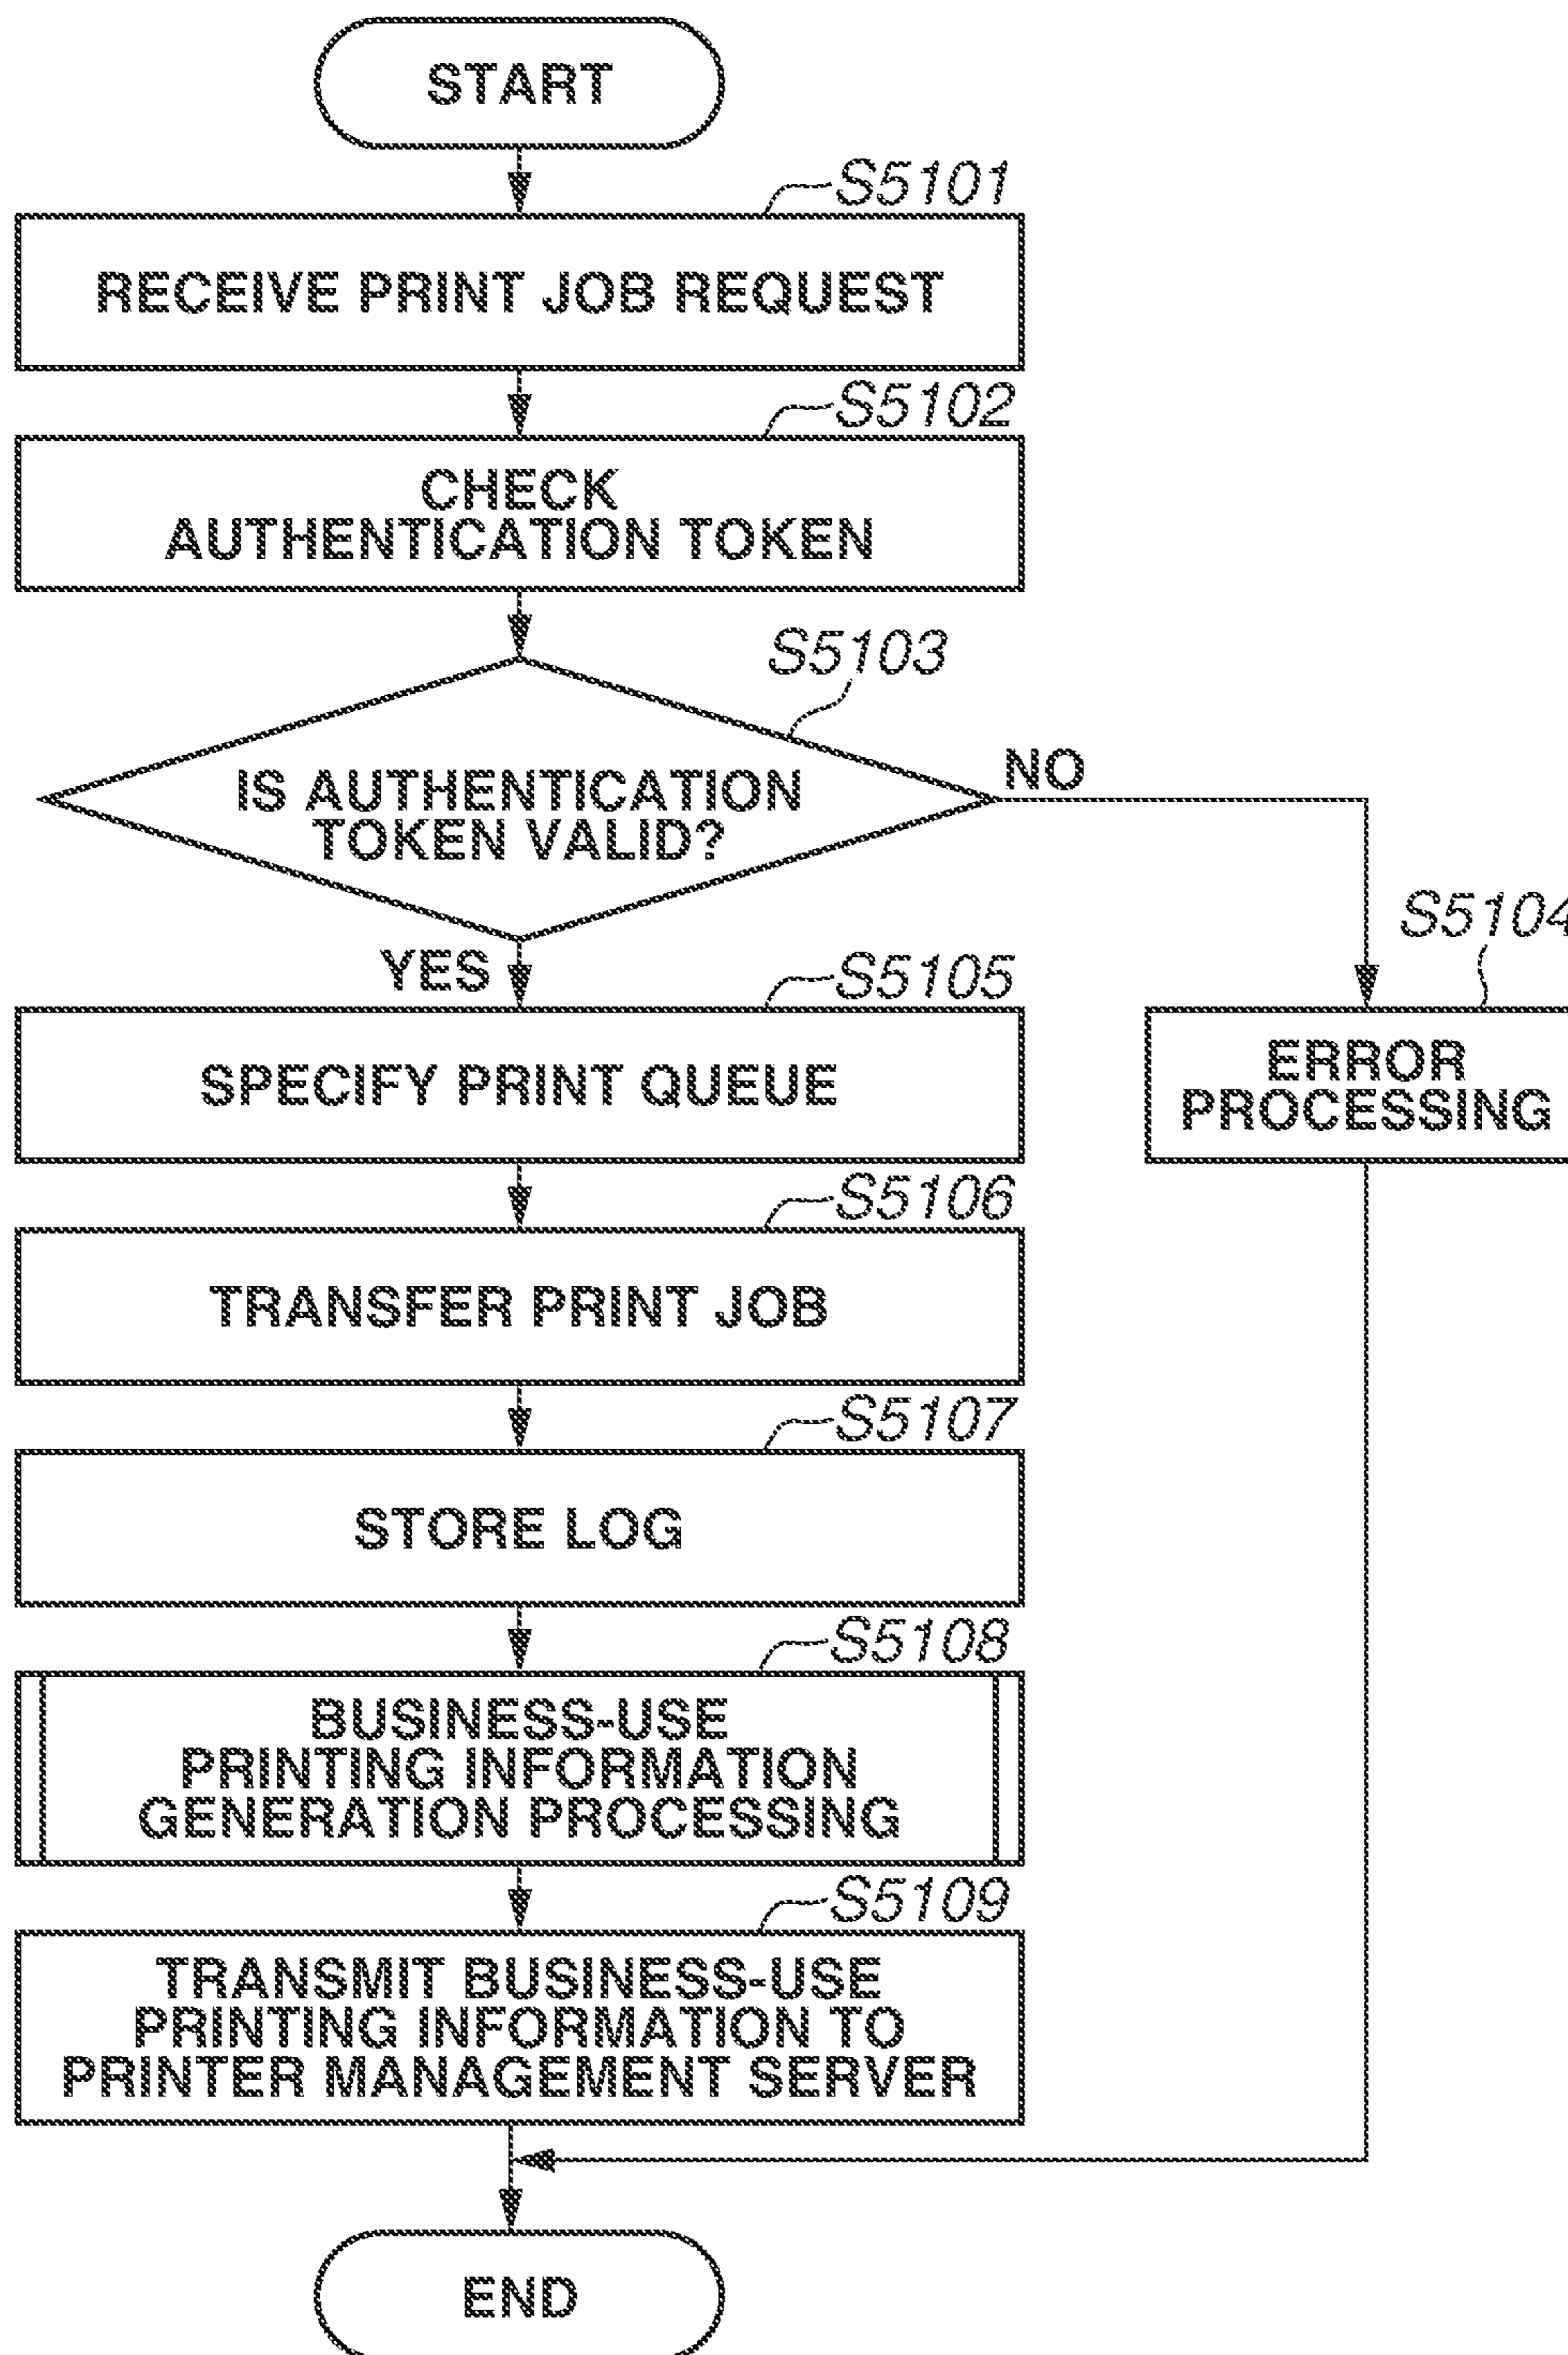 START
S5101
RECEIVE PRINT JOB REQUEST
S5102
CHECK
AUTHENTICATION TOKEN
S5103
IS AUTHENTICATION
TOKEN VALID?
NO
YES
S5104
S5105
SPECIFY PRINT QUEUE
ERROR
PROCESSING
S5106
TRANSFER PRINT JOB
S5107
STORE LOG
S5108
BUSINESS-USE
PRINTING INFORMATION
GENERATION PROCESSING
S5109
TRANSMIT BUSINESS-USE
PRINTING INFORMATION TO
PRINTER MANAGEMENT SERVER
END